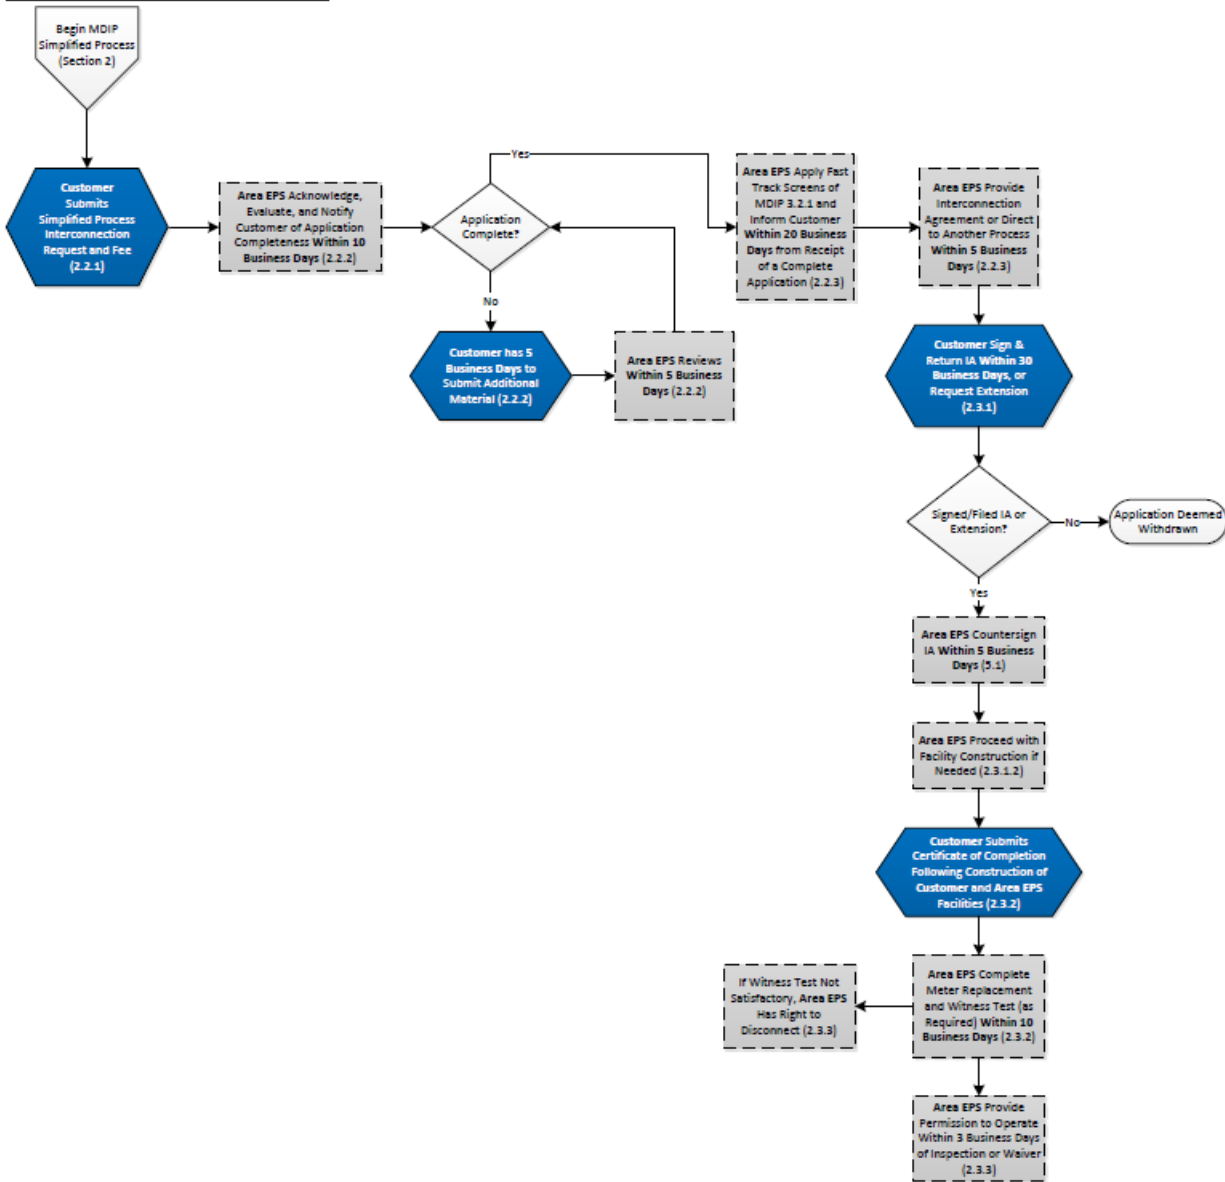 Begin MDIP
Simplified Process
(Section 2)
Customer
Submits
Simplified Process
Interconnection
Request and Fee
(2.2.1)
Area EPS Acknowledge,
Evaluate, and Notify
Customer of Application
Completeness Within 10
Business Days (2.2.2)
Application
Complete?
Yes
No
Customer has 5
Business Days to
Submit Additional
Material (2.2.2)
Area EPS Reviews
Within 5 Business
Days (2.2.2)
Area EPS Apply Fast
Track Screens of
MDIP 3.2.1 and
Inform Customer
Within 20 Business
Days from Receipt
of a Complete
Application (2.2.3)
Area EPS Provide
Interconnection
Agreement or Direct
to Another Process
Within 5 Business
Days (2.2.3)
Customer Sign &
Return IA Within 30
Business Days, or
Request Extension
(2.3.1)
Signed/Filed IA or
Extension?
No
Application Deemed
Withdrawn
Yes
Area EPS Countersign
IA Within 5 Business
Days (5.1)
Area EPS Proceed with
Facility Construction if
Needed (2.3.1.2)
Customer Submits
Certificate of Completion
Following Construction of
Customer and Area EPS
Facilities (2.3.2)
Area EPS Complete
Meter Replacement
and Witness Test (as
Required) Within 10
Business Days (2.3.2)
If Witness Test Not
Satisfactory, Area EPS
Has Right to
Disconnect (2.3.3)
Area EPS Provide
Permission to Operate
Within 3 Business Days
of Inspection or Waiver
(2.3.3)